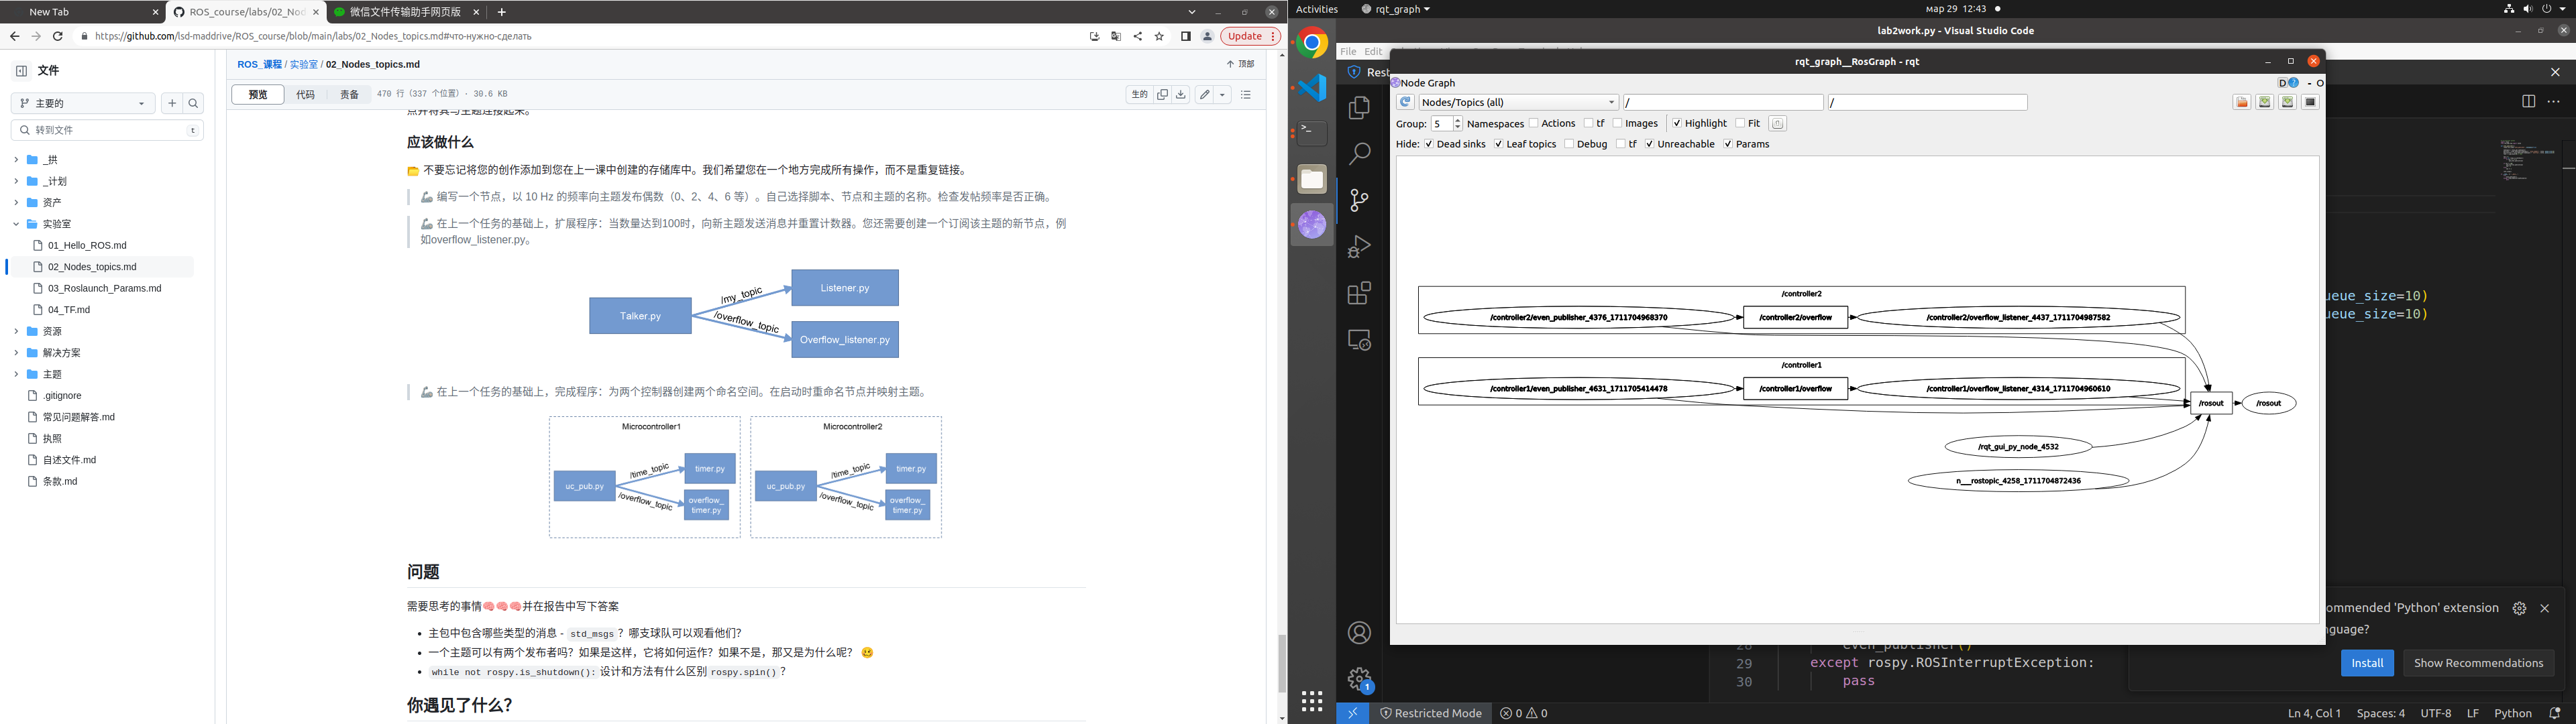 New Tab
ROS_course/labs/02_Nod
微信文件传输助手网页版
https://github.com/lsd-maddrive/ROS_course/blob/main/labs/02_Nodes_topics.md#что-нужно-сделать
Update
文件
主要的
转到文件
t
_拱
_计划
资产
实验室
01_Hello_ROS.md
02_Nodes_topics.md
03_Roslaunch_Params.md
04_TF.md
资源
解决方案
主题
.gitignore
常见问题解答.md
执照
自述文件.md
条款.md
ROS_课程 / 实验室 / 02_Nodes_topics.md
顶部
预览
代码
责备
470 行（337 个位置）· 30.6 KB
生的
点并将其与主题连接起来。
应该做什么
不要忘记将您的创作添加到您在上一课中创建的存储库中。我们希望您在一个地方完成所有操作，而不是重复链接。
编写一个节点，以 10 Hz 的频率向主题发布偶数（0、2、4、6 等）。自己选择脚本、节点和主题的名称。检查发帖频率是否正确。
在上一个任务的基础上，扩展程序：当数量达到100时，向新主题发送消息并重置计数器。您还需要创建一个订阅该主题的新节点，例
如overflow_listener.py。
Talker.py
/my_topic
/overflow_topic
Listener.py
Overflow_listener.py
在上一个任务的基础上，完成程序：为两个控制器创建两个命名空间。在启动时重命名节点并映射主题。
Microcontroller1
uc_pub.py
/time_topic
/overflow_topic
timer.py
overflow_
timer.py
Microcontroller2
uc_pub.py
/time_topic
/overflow_topic
timer.py
overflow_
timer.py
问题
需要思考的事情🧠🧠🧠并在报告中写下答案
主包中包含哪些类型的消息 - std_msgs？哪支球队可以观看他们？
一个主题可以有两个发布者吗？如果是这样，它将如何运作？如果不是，那又是为什么呢？
while not rospy.is_shutdown(): 设计和方法有什么区别 rospy.spin()？
你遇见了什么？
Activities
rqt_graph
мар 29 12:43
lab2work.py - Visual Studio Code
File Edit
Rest
rqt_graph__RosGraph - rqt
Node Graph
D
- O
Nodes/Topics (all)
/
/
Group: 5 Namespaces Actions tf Images Highlight Fit
Hide: Dead sinks Leaf topics Debug tf Unreachable Params
/controller2
/controller2/even_publisher_4376_1711704968370
/controller2/overflow
/controller2/overflow_listener_4437_1711704987582
/controller1
/controller1/even_publisher_4631_1711705414478
/controller1/overflow
/controller1/overflow_listener_4314_1711704960610
/rosout
/rosout
/rqt_gui_py_node_4532
n___rostopic_4258_1711704872436
ueue_size=10)
ueue_size=10)
ommended 'Python' extension
nguage?
Install
Show Recommendations
28 even_publisher()
29 except rospy.ROSInterruptException:
30 pass
1
Restricted Mode
0 0
Ln 4, Col 1 Spaces: 4 UTF-8 LF Python